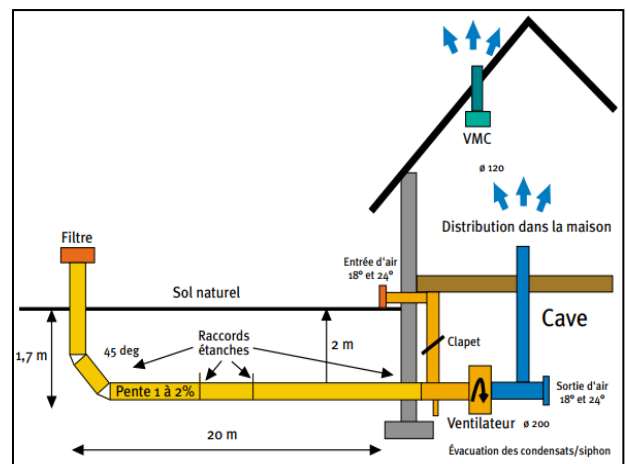 VMC
ø 120
Distribution dans la maison
Filtre
Entrée d'air
18° et 24°
Sol naturel
Cave
1,7 m
45 deg
Raccords
étanches
2 m
Clapet
Pente 1 à 2%
Sortie d'air
18° et 24°
20 m
Ventilateur ø 200
Évacuation des condensats/siphon